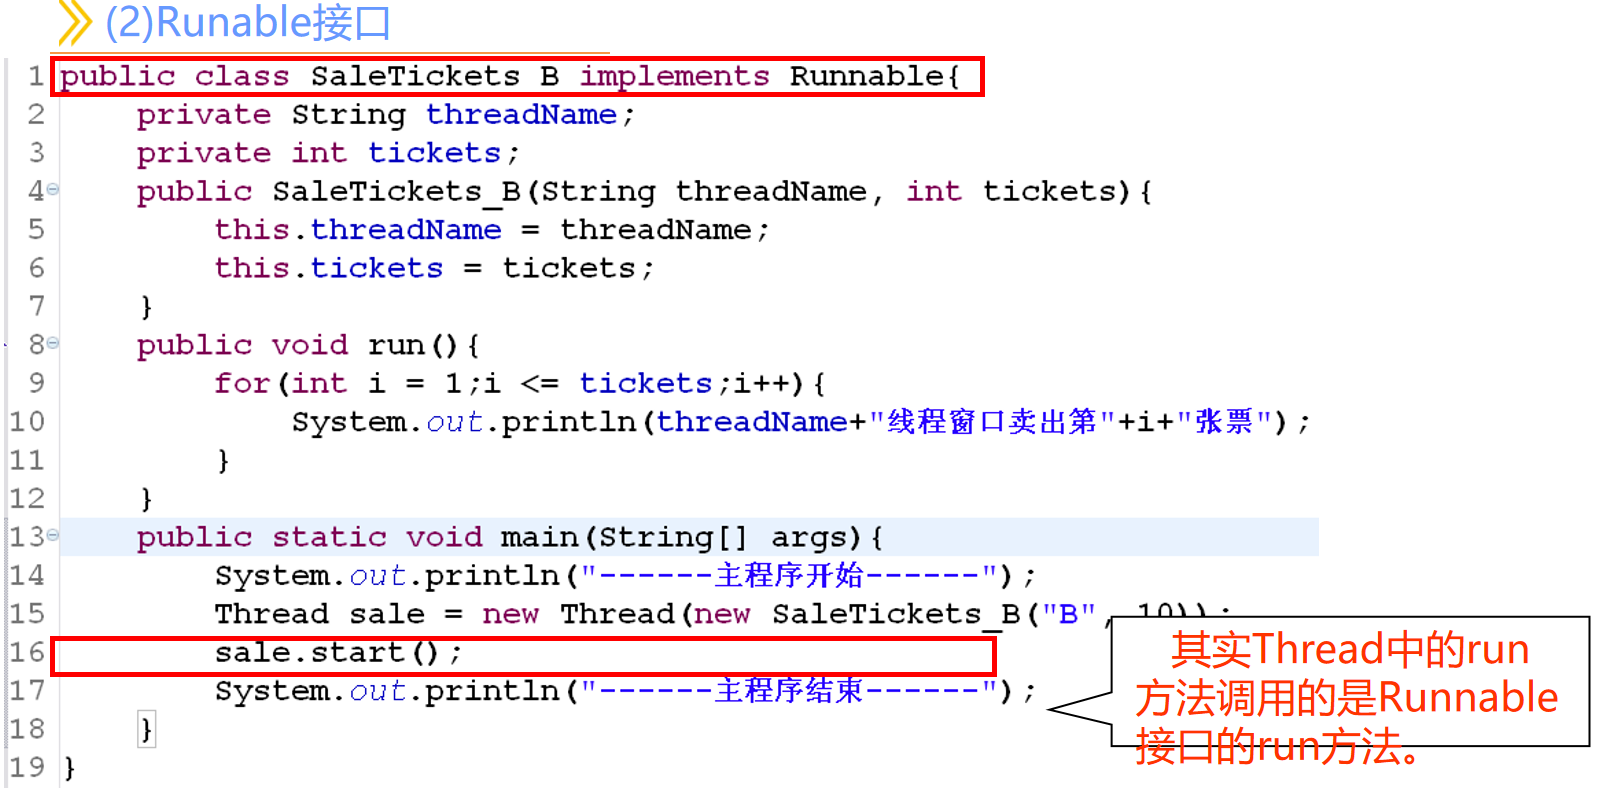 (2)Runable接口
1 public class SaleTickets B implements Runnable{
2 private String threadName;
3 private int tickets;
4 public SaleTickets_B(String threadName, int tickets){
5 this.threadName = threadName;
6 this.tickets = tickets;
7 }
8 public void run(){
9 for(int i = 1;i <= tickets;i++){
10 System.out.println(threadName+"线程窗口卖出第"+i+"张票");
11 }
12 }
13 public static void main(String[] args){
14 System.out.println("------主程序开始------");
15 Thread sale = new Thread(new SaleTickets_B("B", 10));
16 sale.start();
17 System.out.println("------主程序结束------");
18 }
19 }
其实Thread中的run
方法调用的是Runnable
接口的run方法。